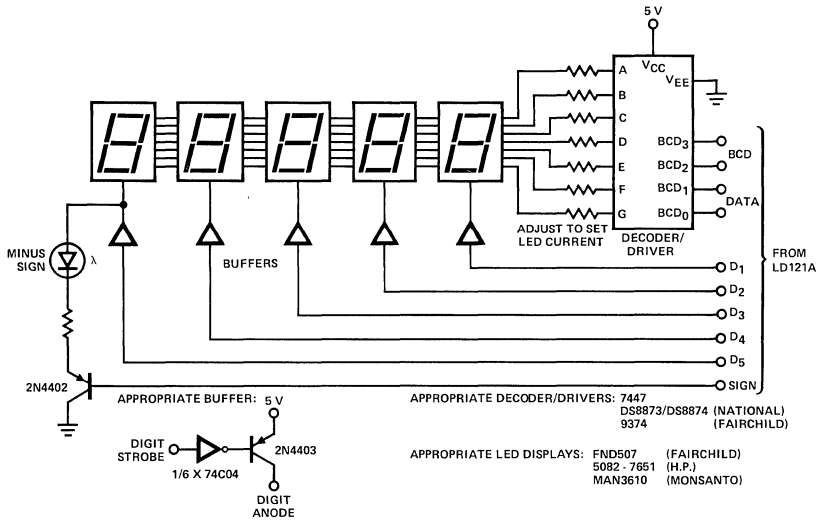 5 V
VCC
VEE
A
B
C
D
E
F
G
BCD3
BCD2
BCD1
BCD0
BCD
DATA
ADJUST TO SET
LED CURRENT
DECODER/
DRIVER
FROM
LD121A
MINUS
SIGN
λ
BUFFERS
D1
D2
D3
D4
D5
SIGN
2N4402
APPROPRIATE BUFFER:
5 V
DIGIT
STROBE
1/6 X 74C04
2N4403
DIGIT
ANODE
APPROPRIATE DECODER/DRIVERS: 7447
DS8873/DS8874 (NATIONAL)
9374 (FAIRCHILD)
APPROPRIATE LED DISPLAYS: FND507 (FAIRCHILD)
5082 - 7651 (H.P.)
MAN3610 (MONSANTO)